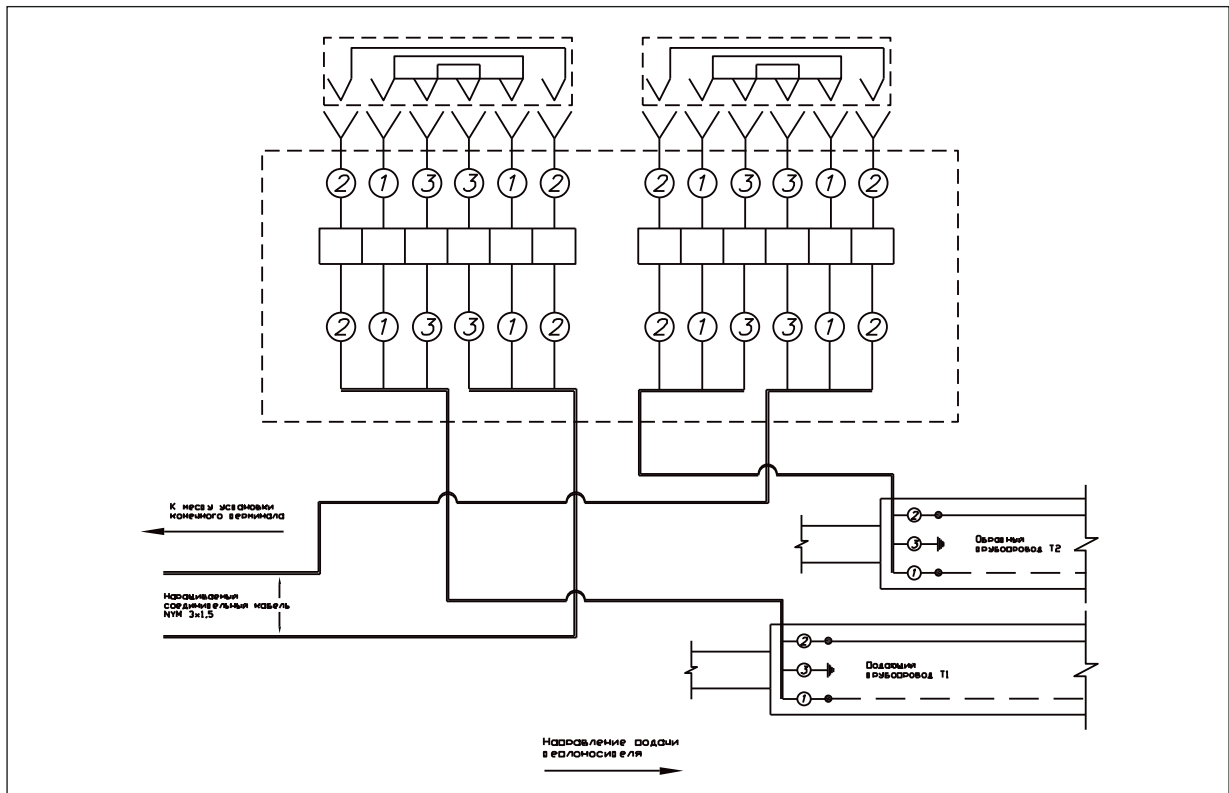 2 1 3 3 1 2 2 1 3 3 1 2
2 1 3 3 1 2 2 1 3 3 1 2
К месту установки
конечного терминала
2
3
1
Обратный
трубопровод Т2
Наращиваемый
соединительный кабель
NYM 3х1,5
2
3
1
Подающий
трубопровод Т1
Направление подачи
теплоносителя